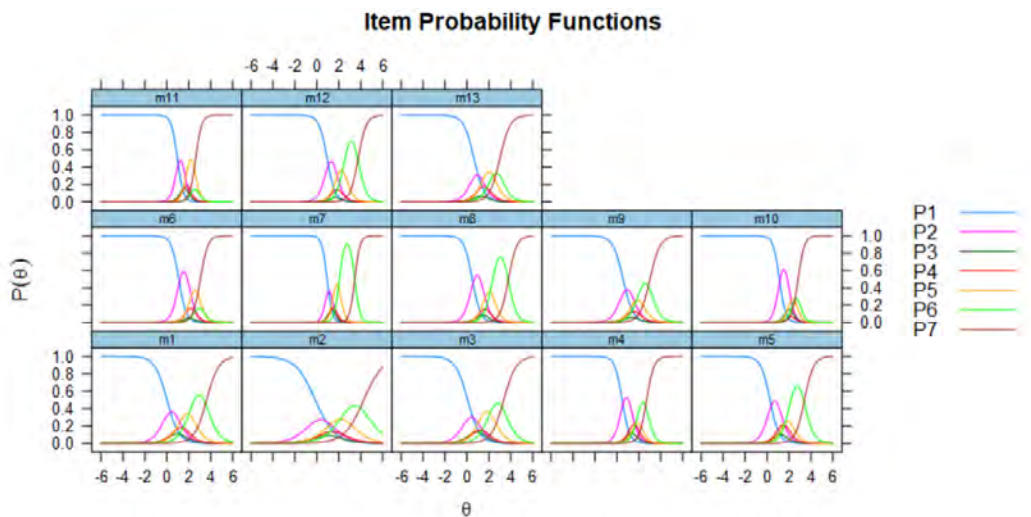 Item Probability Functions
-6 -4 -2 0 2 4 6
m11 m12 m13
1.0
0.8
0.6
0.4
0.2
0.0
m6 m7 m8 m9 m10
1.0
0.8
0.6
0.4
0.2
0.0
P(θ)
P1
P2
P3
P4
P5
P6
P7
m1 m2 m3 m4 m5
1.0
0.8
0.6
0.4
0.2
0.0
-6 -4 -2 0 2 4 6 -6 -4 -2 0 2 4 6 -6 -4 -2 0 2 4 6
θ